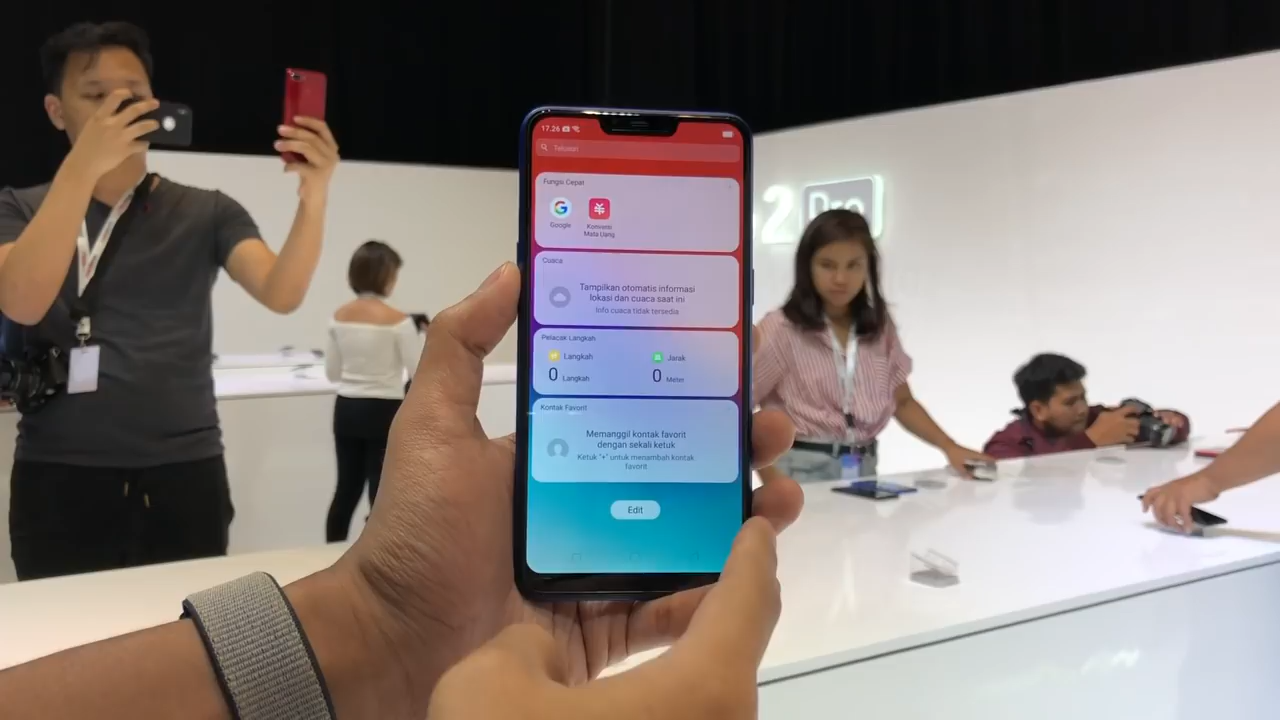 17.26
Telusuri
Fungsi Cepat
Google
Konversi
Mata Uang
Cuaca
Tampilkan otomatis informasi
lokasi dan cuaca saat ini
Info cuaca tidak tersedia
Pelacak Langkah
Langkah
Jarak
0 Langkah
0 Meter
Kontak Favorit
Memanggil kontak favorit
dengan sekali ketuk
Ketuk "+" untuk menambah kontak
favorit
Edit
2 Pro